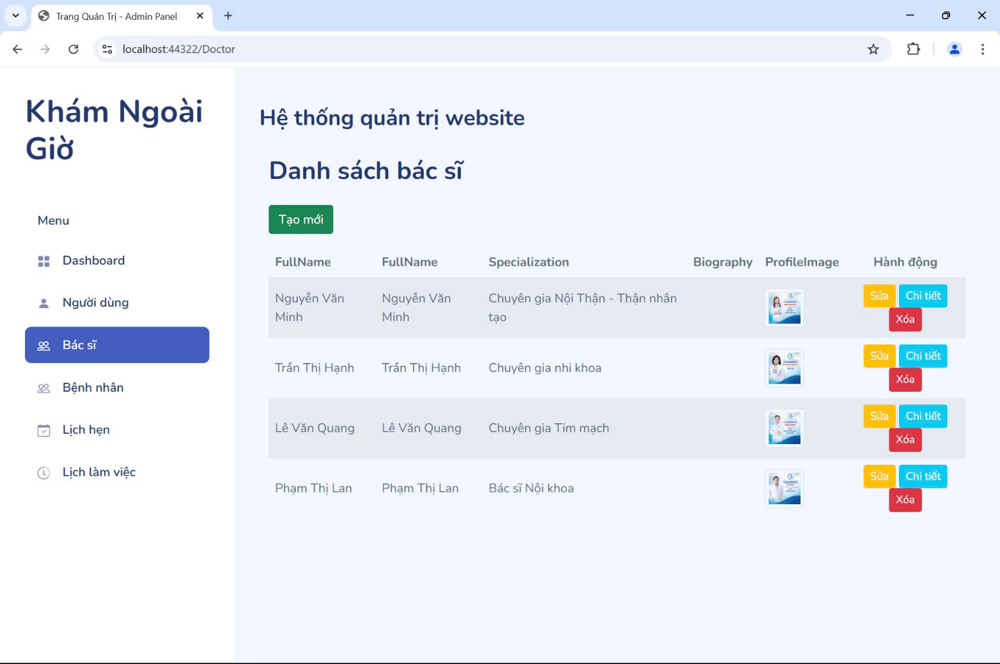 Trang Quản Trị - Admin Panel
localhost:44322/Doctor
Khám Ngoài
Giờ
Hệ thống quản trị website
Danh sách bác sĩ
Tạo mới
Menu
Dashboard
Người dùng
Bác sĩ
Bệnh nhân
Lịch hẹn
Lịch làm việc
FullName FullName Specialization Biography ProfileImage Hành động
Nguyễn Văn Nguyễn Văn Chuyên gia Nội Thận - Thận nhân Sửa Chi tiết
Minh Minh tạo Xóa
Trần Thị Hạnh Trần Thị Hạnh Chuyên gia nhi khoa Sửa Chi tiết
Xóa
Lê Văn Quang Lê Văn Quang Chuyên gia Tim mạch Sửa Chi tiết
Xóa
Phạm Thị Lan Phạm Thị Lan Bác sĩ Nội khoa Sửa Chi tiết
Xóa